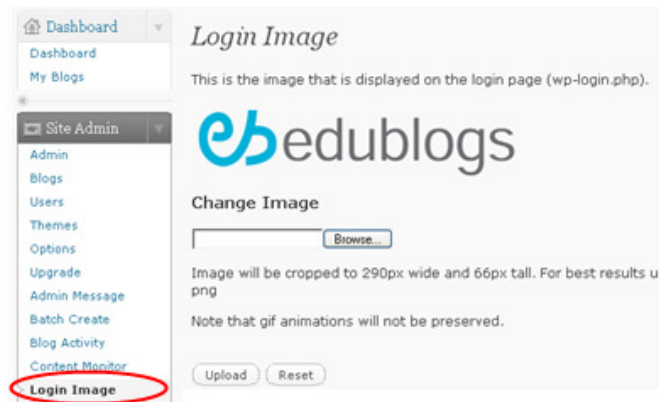 Dashboard
Dashboard
My Blogs
Site Admin
Admin
Blogs
Users
Themes
Options
Upgrade
Admin Message
Batch Create
Blog Activity
Content Monitor
Login Image
Login Image
This is the image that is displayed on the login page (wp-login.php).
edublogs
Change Image
Browse...
Image will be cropped to 290px wide and 66px tall. For best results u
png
Note that gif animations will not be preserved.
Upload Reset